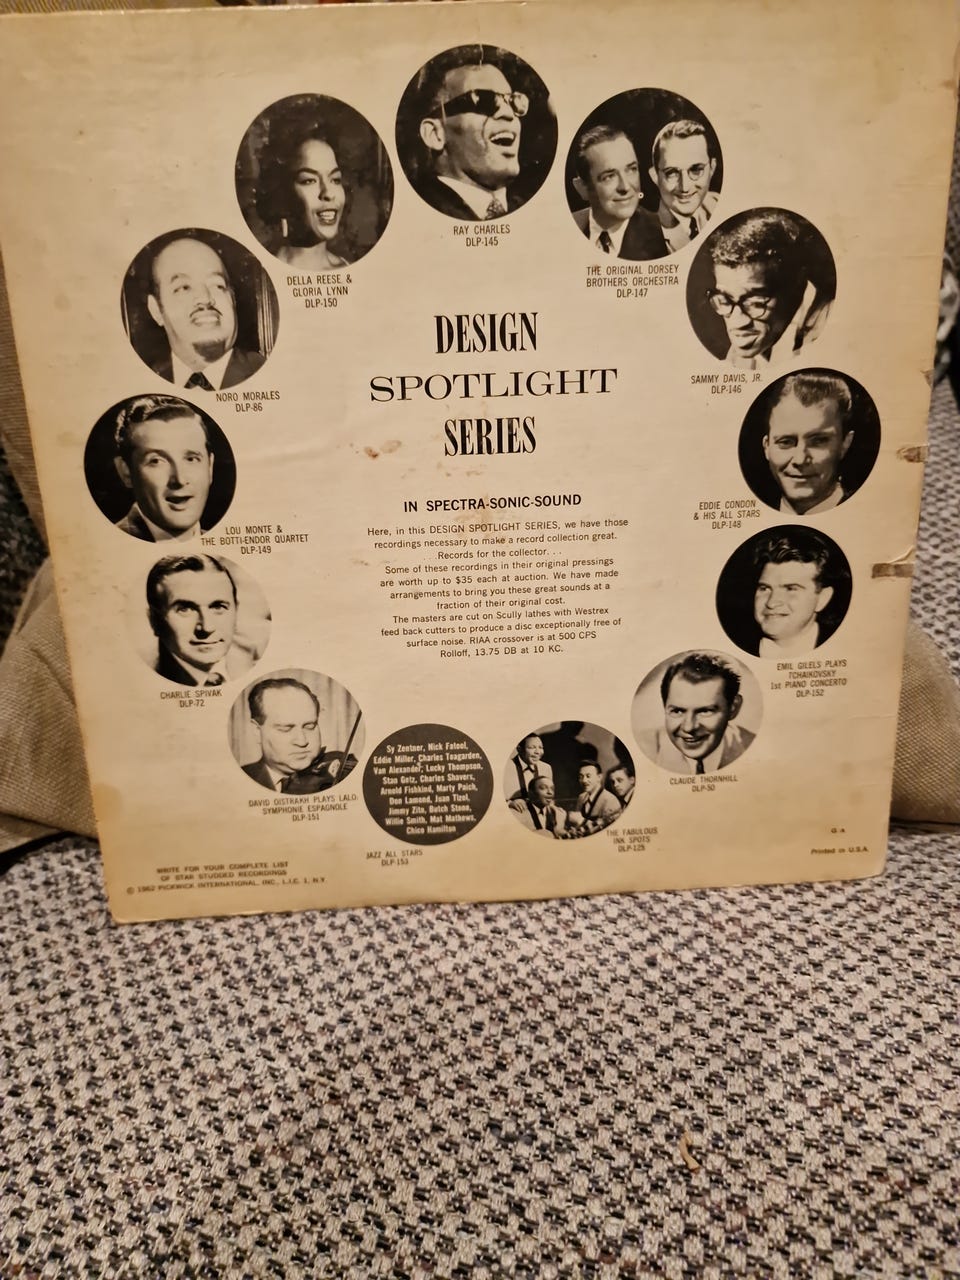 RAY CHARLES
DLP-145
DELLA REESE &
GLORIA LYNN
DLP-150
THE ORIGINAL DORSEY
BROTHERS ORCHESTRA
DLP-147
NORO MORALES
DLP-86
SAMMY DAVIS, JR.
DLP-146
DESIGN
SPOTLIGHT
SERIES
LOU MONTE &
THE BOTTI-ENDOR QUARTET
DLP-149
EDDIE CONDON
& HIS ALL STARS
DLP-148
IN SPECTRA-SONIC-SOUND
Here, in this DESIGN SPOTLIGHT SERIES, we have those
recordings necessary to make a record collection great.
. . .Records for the collector. . .
Some of these recordings in their original pressings
are worth up to $35 each at auction. We have made
arrangements to bring you these great sounds at a
fraction of their original cost.
The masters are cut on Scully lathes with Westrex
feed back cutters to produce a disc exceptionally free of
surface noise. RIAA crossover is at 500 CPS
Rolloff, 13.75 DB at 10 KC.
CHARLIE SPIVAK
DLP-72
EMIL GILELS PLAYS
TCHAIKOVSKY
1st PIANO CONCERTO
DLP-152
DAVID OISTRAKH PLAYS LALO:
SYMPHONIE ESPAGNOLE
DLP-151
Sy Zentner, Nick Fatool,
Eddie Miller, Charles Teagarden,
Van Alexander, Lucky Thompson,
Stan Getz, Charles Shavers,
Arnold Fishkind, Marty Paich,
Don Lamond, Juan Tizol,
Jimmy Zito, Butch Stone,
Willie Smith, Mat Mathews,
Chico Hamilton
JAZZ ALL STARS
DLP-153
THE FABULOUS
INK SPOTS
DLP-125
CLAUDE THORNHILL
DLP-50
WRITE FOR YOUR COMPLETE LIST
OF STAR STUDDED RECORDINGS
© 1962 PICKWICK INTERNATIONAL, INC., L.I.C. 1, N.Y.
G A
Printed in U.S.A.